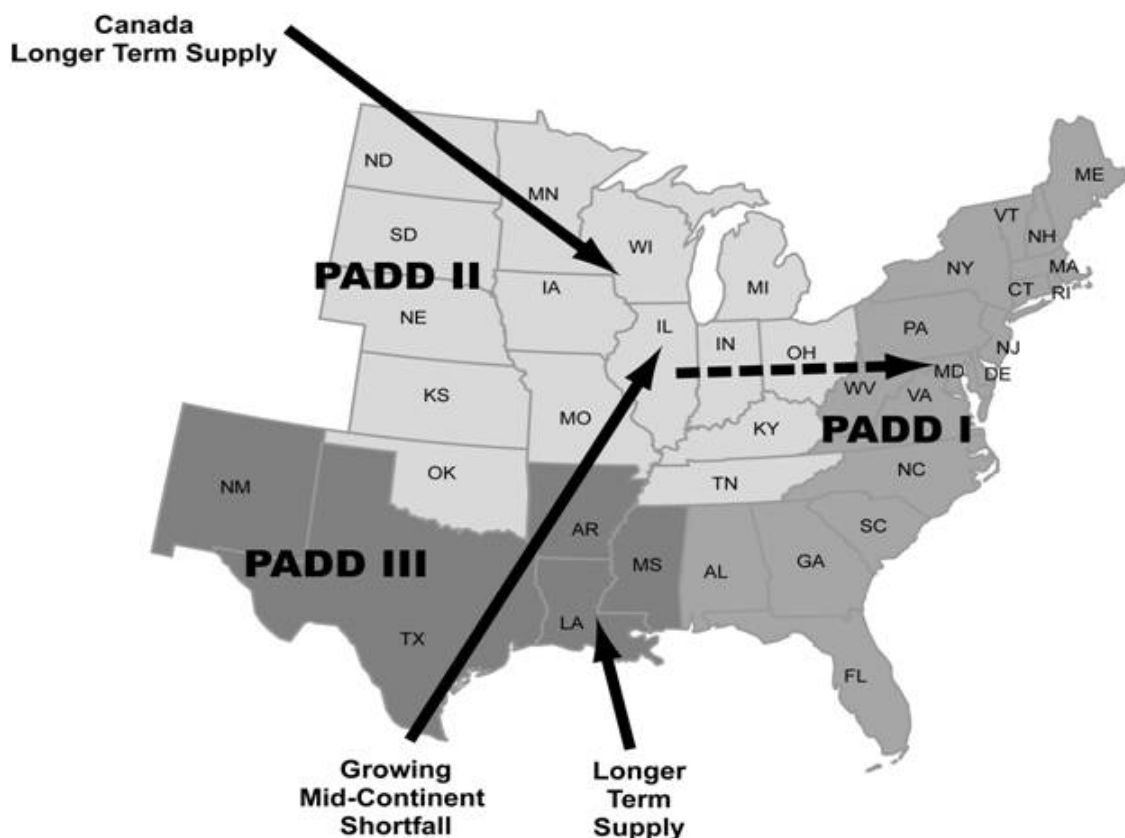 Canada
Longer Term Supply
ND
MN
ME
SD
WI
VT
NH
PADD II
NY
MA
IA
MI
CT
RI
NE
IL
PA
IN
OH
NJ
MD
DE
KS
WV
VA
MO
KY
PADD I
OK
TN
NC
NM
AR
SC
PADD III
MS
AL
GA
LA
TX
FL
Growing
Mid-Continent
Shortfall
Longer
Term
Supply